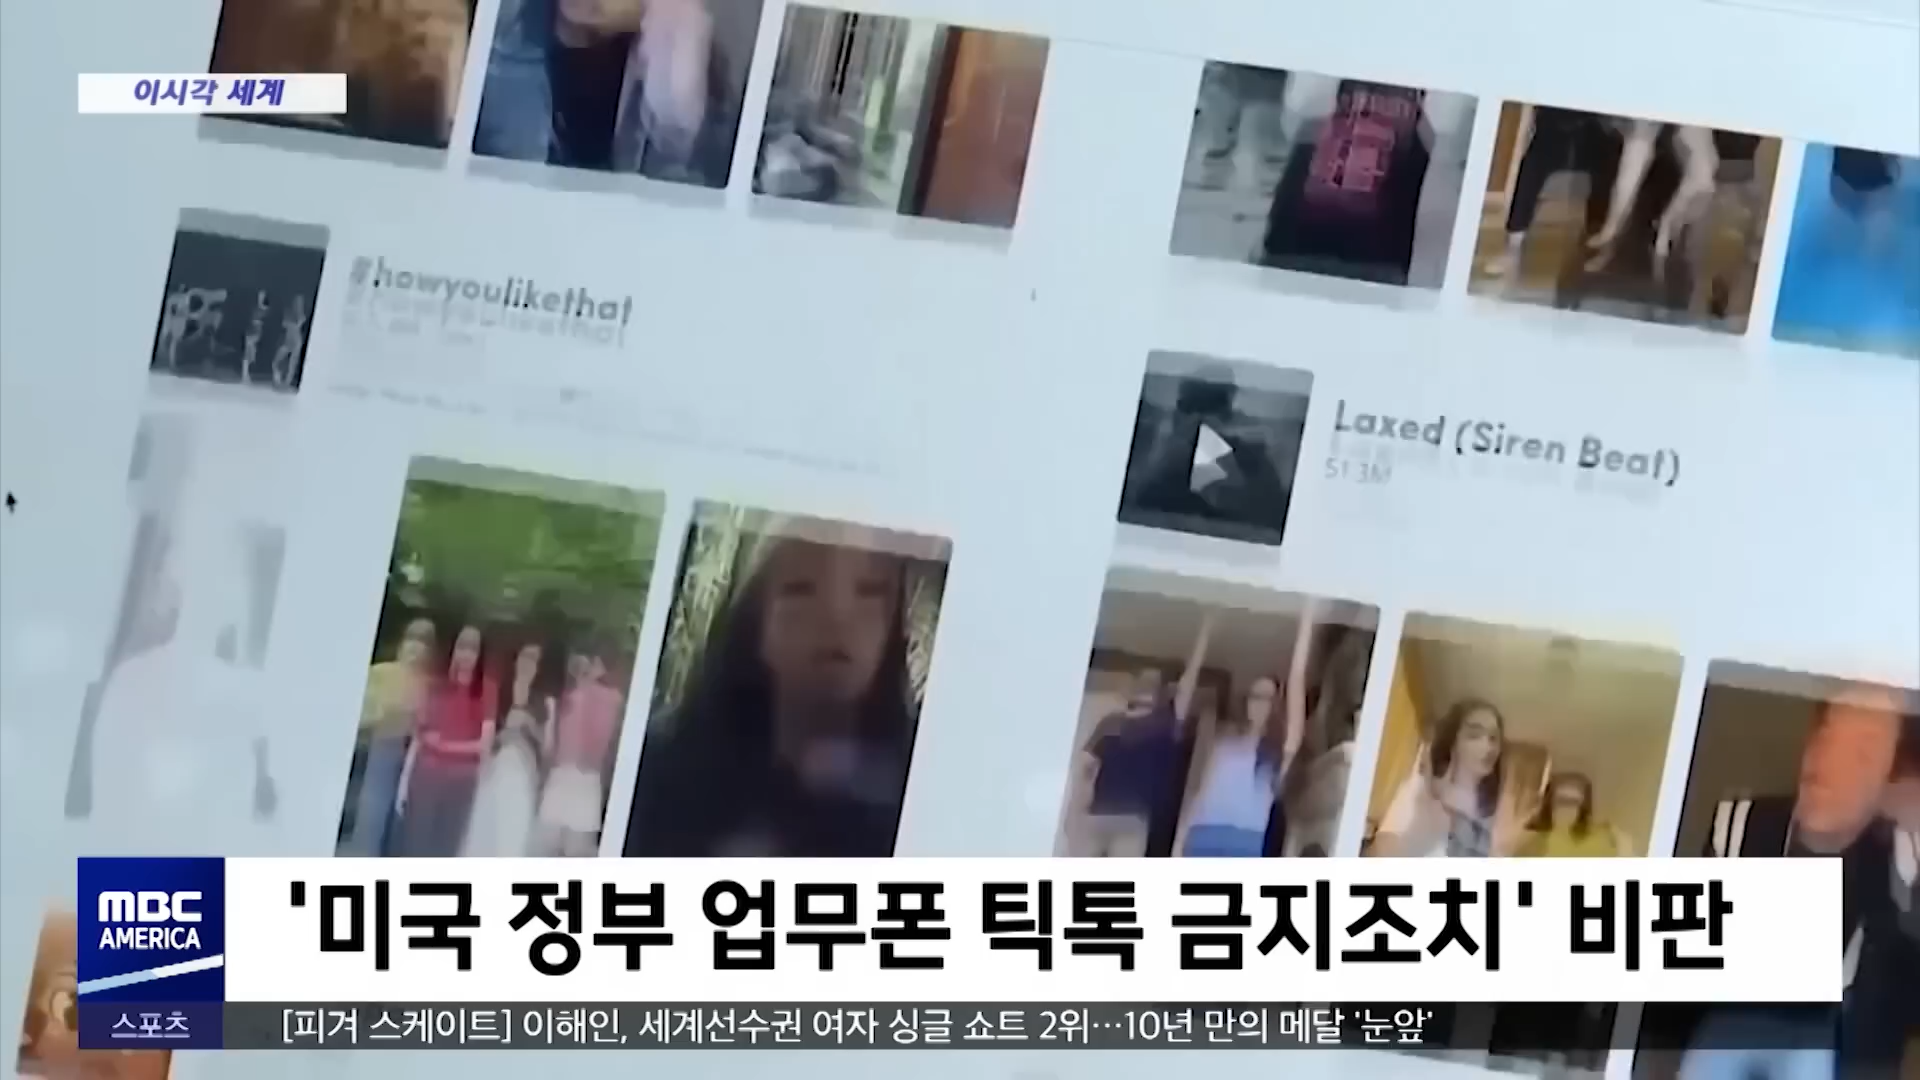 이시각 세계
#howyoulikethat
Laxed (Siren Beat)
51.3M
MBC
AMERICA
'미국 정부 업무폰 틱톡 금지조치' 비판
스포츠
[피겨 스케이트] 이해인, 세계선수권 여자 싱글 쇼트 2위…10년 만의 메달 '눈앞'